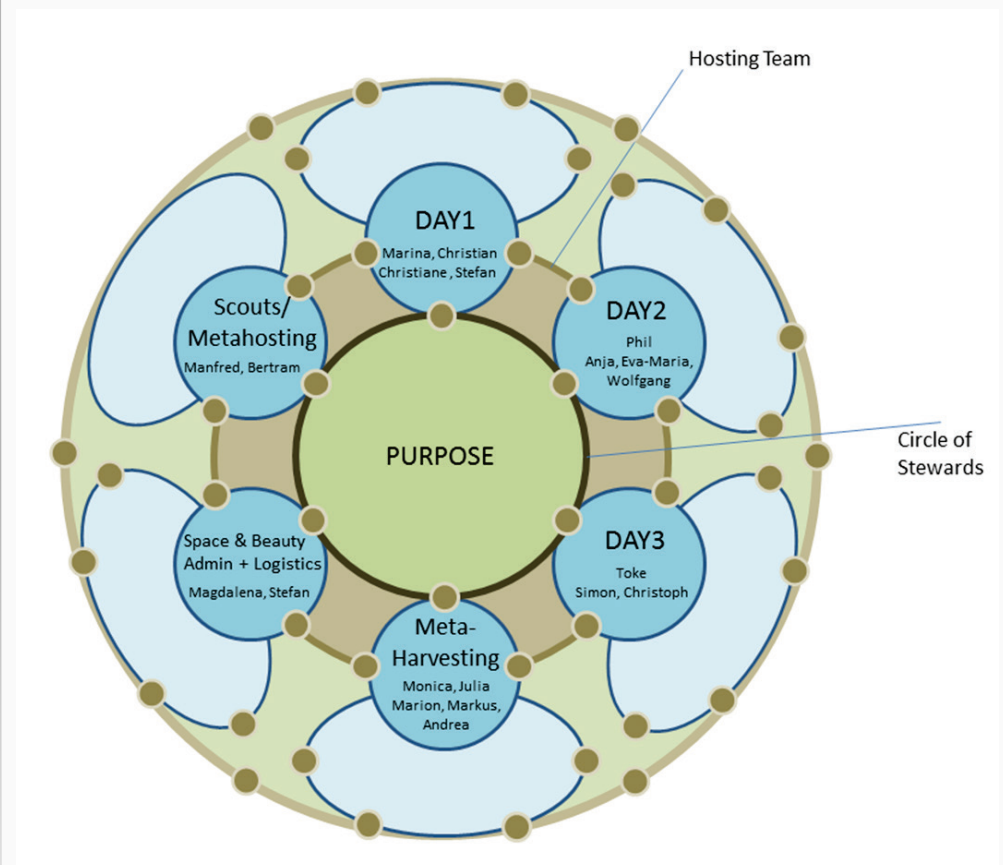 Hosting Team
DAY1
Marina, Christian
Christiane, Stefan
Scouts/
Metahosting
Manfred, Bertram
DAY2
Phil
Anja, Eva-Maria,
Wolfgang
PURPOSE
Circle of
Stewards
Space & Beauty
Admin + Logistics
Magdalena, Stefan
DAY3
Toke
Simon, Christoph
Meta-
Harvesting
Monica, Julia
Marion, Markus,
Andrea